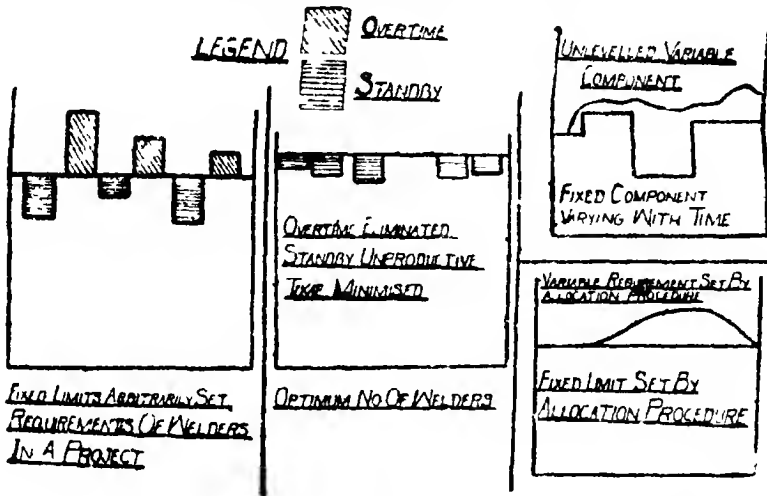 LEGEND
OVERTIME
STANDBY
FIXED LIMITS ARBITRARILY SET
REQUIREMENTS OF WELDERS
IN A PROJECT
OVERTIME ELIMINATED
STANDBY UNPRODUCTIVE
MINIMISED
OPTIMUM NO OF WELDERS
UNLEVELLED VARIABLE
COMPONENT
FIXED COMPONENT
VARYING WITH TIME
VARIABLE REQUIREMENT SET BY
ALLOCATION PROCEDURE
FIXED LIMIT SET BY
ALLOCATION PROCEDURE